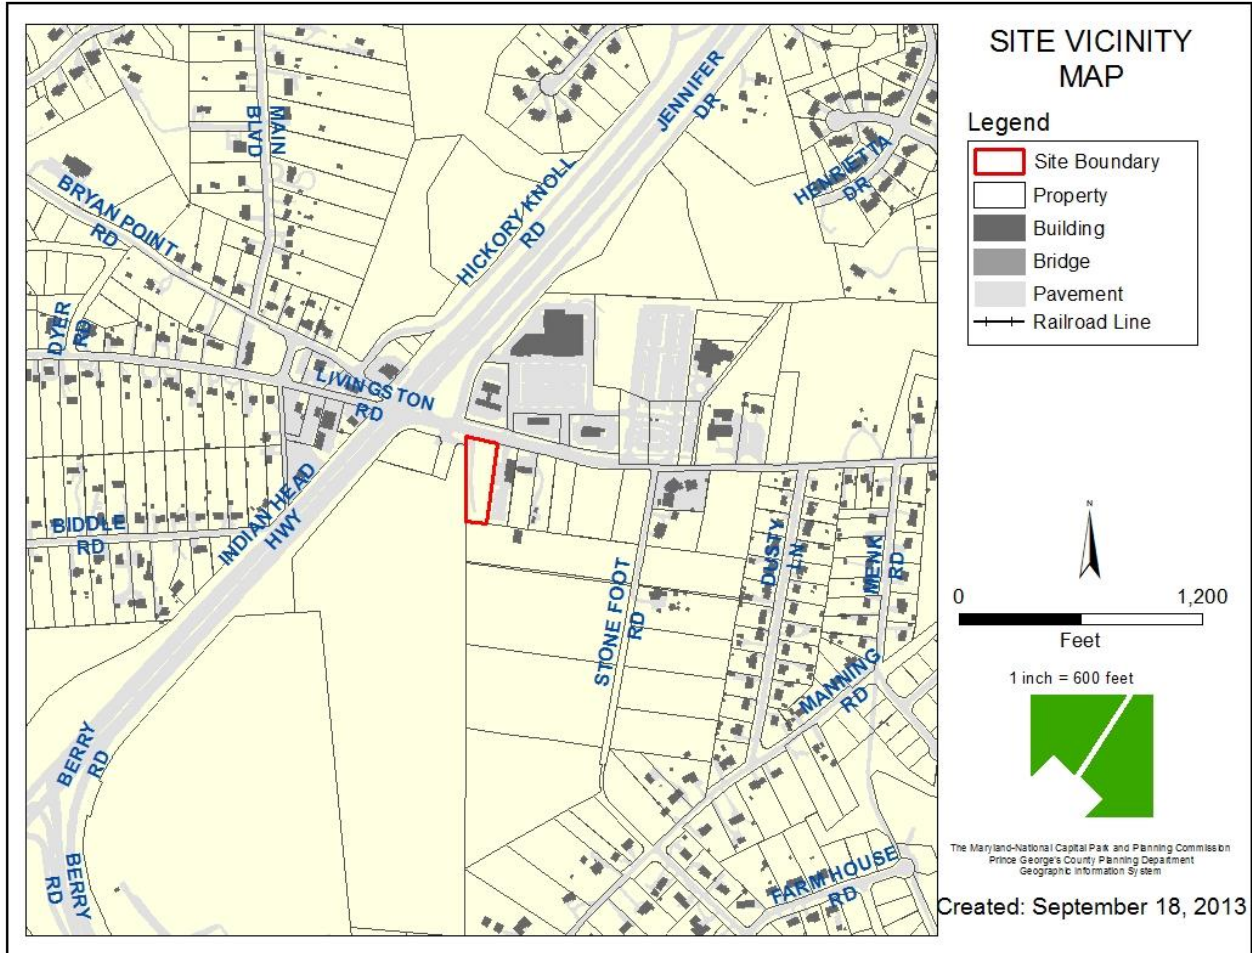 SITE VICINITY
MAP
Legend
Site Boundary
Property
Building
Bridge
Pavement
Railroad Line
N
0 1,200
Feet
1 inch = 600 feet
The Maryland-National Capital Park and Planning Commission
Prince George's County Planning Department
Geographic Information System
Created: September 18, 2013
MAIN
BLVD
JENNIFER
DR
HENRIETTA
DR
BRYAN POINT
RD
HICKORY KNOLL
RD
DYER
RD
LIVINGSTON
RD
BIDDLE
RD
INDIAN HEAD
HWY
STONE FOOT
RD
DUSTY
LN
MENK
RD
MANNING
RD
BERRY
RD
BERRY
RD
FARMHOUSE
RD